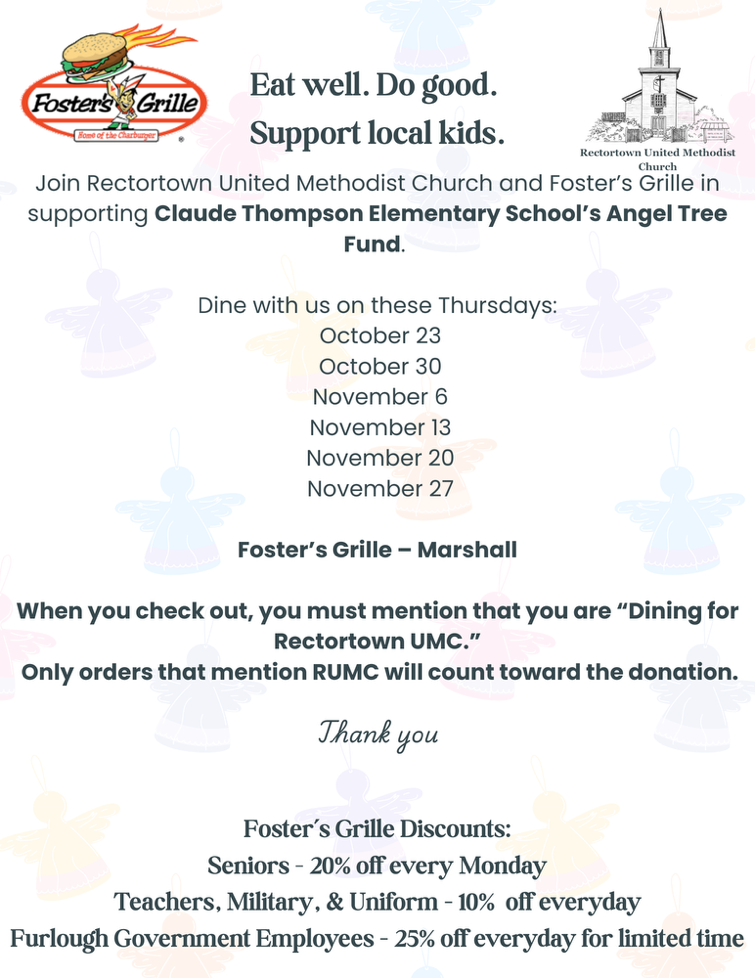 Foster's Grille
Home of the Charburger
®
Eat well. Do good.
Support local kids.
Rectortown United Methodist
Church
Join Rectortown United Methodist Church and Foster’s Grille in
supporting Claude Thompson Elementary School’s Angel Tree
Fund.
Dine with us on these Thursdays:
October 23
October 30
November 6
November 13
November 20
November 27
Foster’s Grille – Marshall
When you check out, you must mention that you are “Dining for
Rectortown UMC.”
Only orders that mention RUMC will count toward the donation.
Thank you
Foster’s Grille Discounts:
Seniors - 20% off every Monday
Teachers, Military, & Uniform - 10% off everyday
Furlough Government Employees - 25% off everyday for limited time